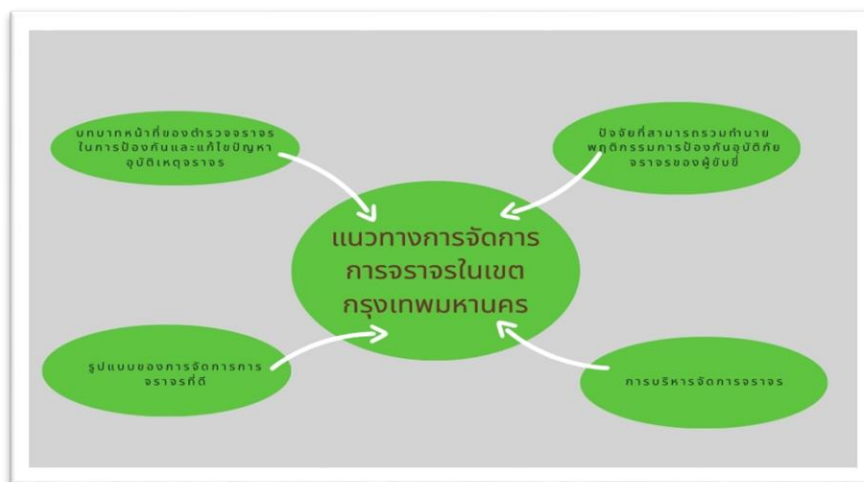 บทบาทหน้าที่ของตำรวจจราจร
ในการป้องกันและแก้ไขปัญหา
อุบัติเหตุจราจร
ปัจจัยที่สามารถรวมทำนาย
พฤติกรรมการป้องกันอุบัติภัย
จราจรของผู้ขับขี่
แนวทางการจัดการ
การจราจรในเขต
กรุงเทพมหานคร
รูปแบบของการจัดการการ
จราจรที่ดี
การบริหารจัดการจราจร